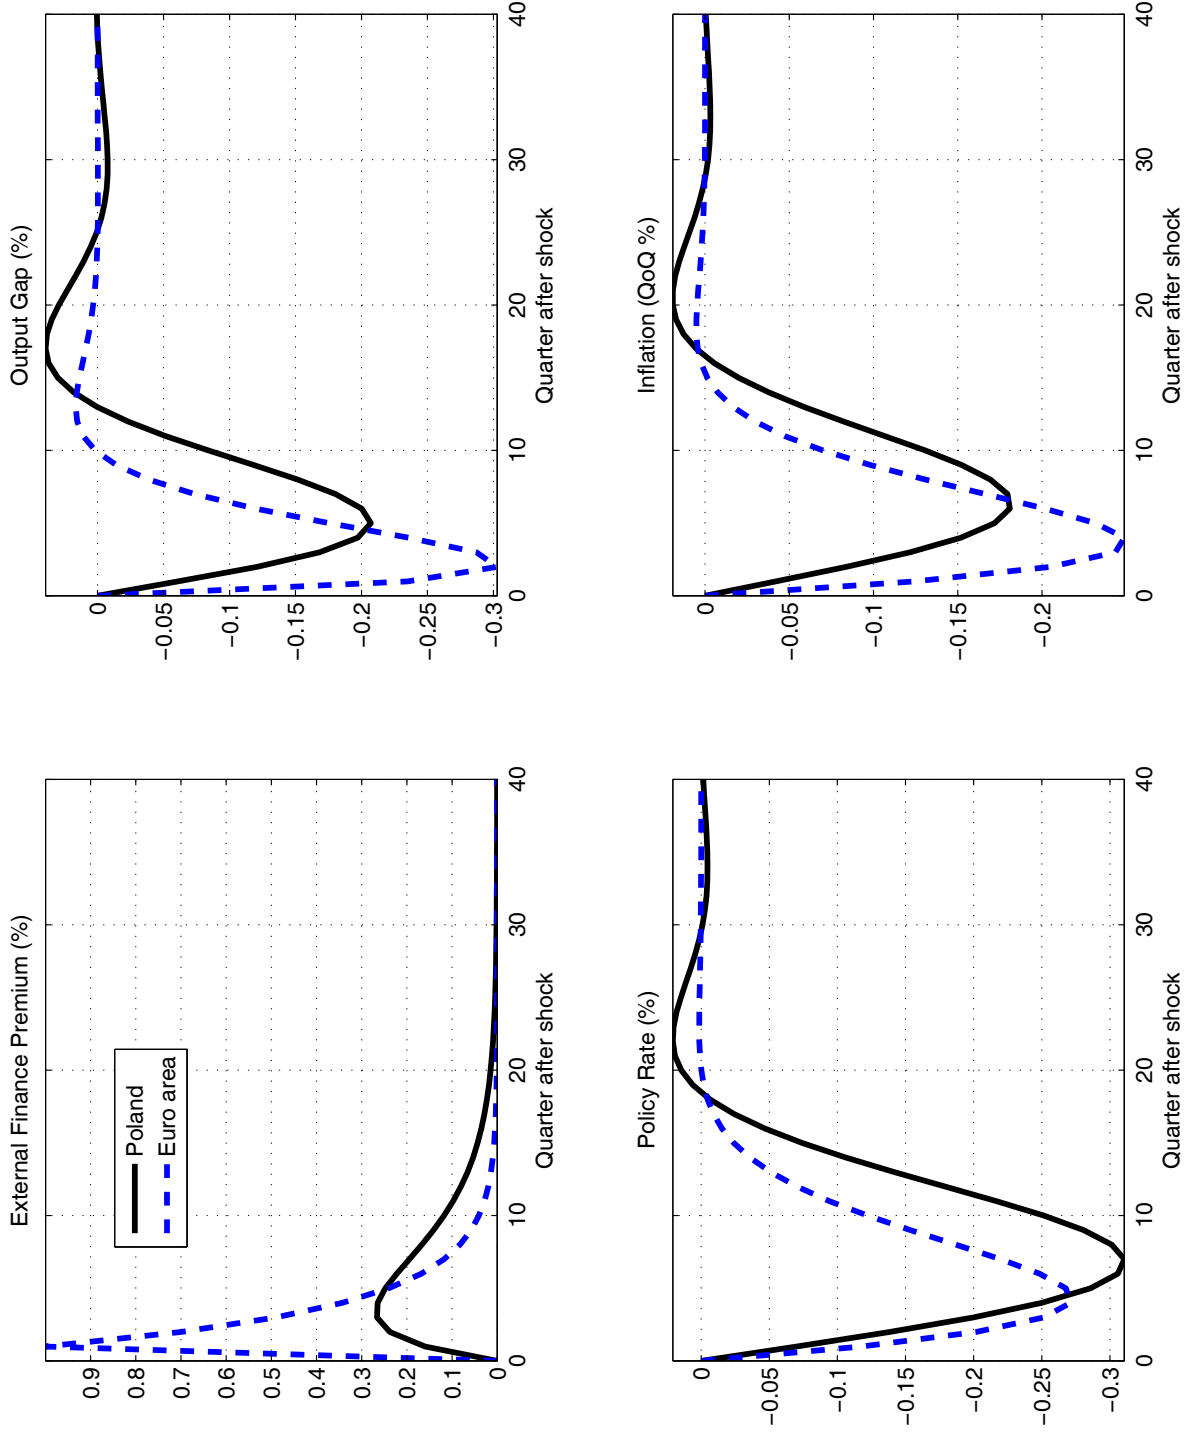 External Finance Premium (%)
0.9
0.8
0.7
0.6
0.5
0.4
0.3
0.2
0.1
0
0 10 20 30 40
Quarter after shock
Poland
Euro area
Output Gap (%)
0
−0.05
−0.1
−0.15
−0.2
−0.25
−0.3
0 10 20 30 40
Quarter after shock
Policy Rate (%)
0
−0.05
−0.1
−0.15
−0.2
−0.25
−0.3
0 10 20 30 40
Quarter after shock
Inflation (QoQ %)
0
−0.05
−0.1
−0.15
−0.2
0 10 20 30 40
Quarter after shock